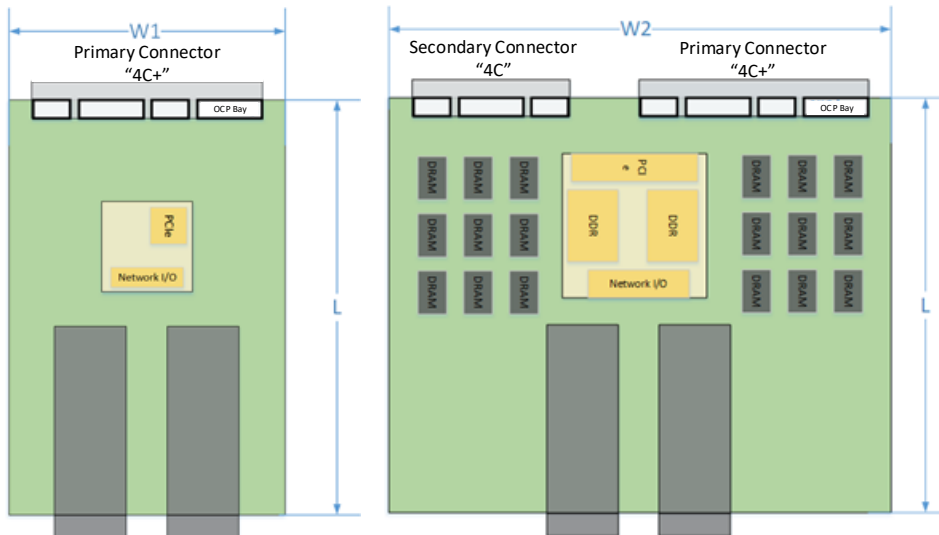 W1
Primary Connector
“4C+”
OCP Bay
L
PCIe
Network I/O
W2
Secondary Connector
“4C”
Primary Connector
“4C+”
OCP Bay
L
DRAM DRAM DRAM
DRAM DRAM DRAM
DRAM DRAM DRAM
PCI
e
DDR DDR
Network I/O
DRAM DRAM DRAM
DRAM DRAM DRAM
DRAM DRAM DRAM